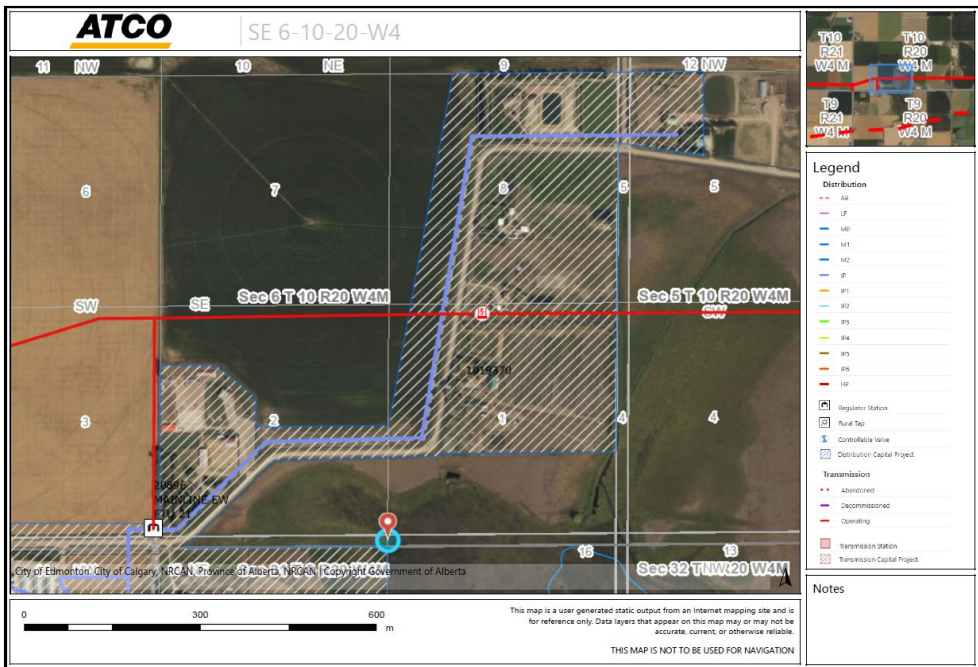 ATCO
SE 6-10-20-W4
11 NW
10
NE
9
12 NW
6
7
8
5
5
SW
SE
Sec 6 T 10 R20 W4M
Sec 5 T 10 R20 W4M
SW
1019370
3
2
1
4
4
20896
MAINLINE EW
16
13
City of Edmonton, City of Calgary, NRCAN, Province of Alberta, NRCAN | Copyright Government of Alberta
0
300
600
m
This map is a user generated static output from an Internet mapping site and is
for reference only. Data layers that appear on this map may or may not be
accurate, current, or otherwise reliable.
THIS MAP IS NOT TO BE USED FOR NAVIGATION
T10
R21
W4 M
T10
R20
W4 M
T9
R21
W4 M
T9
R20
W4 M
Legend
Distribution
AB
LP
MP
M1
M2
IP
IP1
IP2
IP3
IP4
IP5
IP6
HP
Regulator Station
Rural Tap
Controllable Valve
Distribution Capital Project
Transmission
Abandoned
Decommissioned
Operating
Transmission Station
Transmission Capital Project
Notes